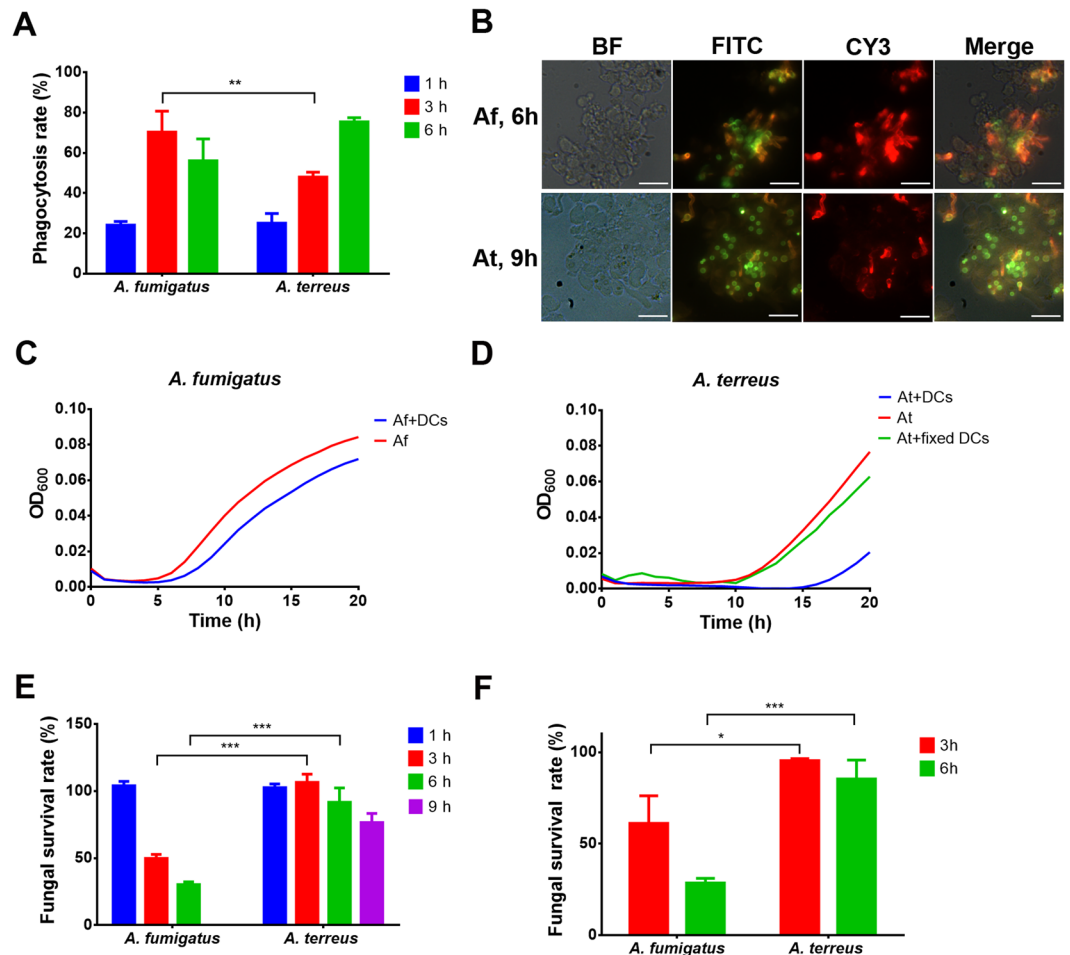 A
Phagocytosis rate (%)
100
80
60
40
20
0
**
1 h
3 h
6 h
A. fumigatus
A. terreus
B
BF FITC CY3 Merge
Af, 6h
At, 9h
C
A. fumigatus
OD600
0.10
0.08
0.06
0.04
0.02
0.00
0 5 10 15 20
Time (h)
Af+DCs
Af
D
A. terreus
OD600
0.10
0.08
0.06
0.04
0.02
0.00
0 5 10 15 20
Time (h)
At+DCs
At
At+fixed DCs
E
Fungal survival rate (%)
150
100
50
0
***
***
1 h
3 h
6 h
9 h
A. fumigatus
A. terreus
F
Fungal survival rate (%)
100
50
0
***
*
3h
6h
A. fumigatus
A. terreus